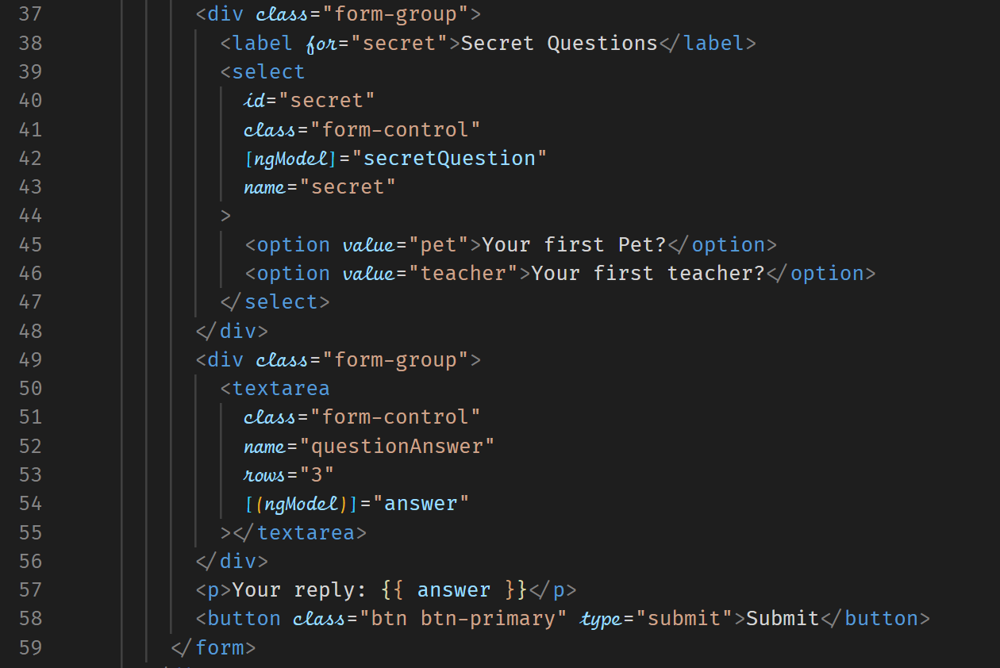 37 <div class="form-group">
38 <label for="secret">Secret Questions</label>
39 <select
40 id="secret"
41 class="form-control"
42 [ngModel]="secretQuestion"
43 name="secret"
44 >
45 <option value="pet">Your first Pet?</option>
46 <option value="teacher">Your first teacher?</option>
47 </select>
48 </div>
49 <div class="form-group">
50 <textarea
51 class="form-control"
52 name="questionAnswer"
53 rows="3"
54 [(ngModel)]="answer"
55 ></textarea>
56 </div>
57 <p>Your reply: {{ answer }}</p>
58 <button class="btn btn-primary" type="submit">Submit</button>
59 </form>